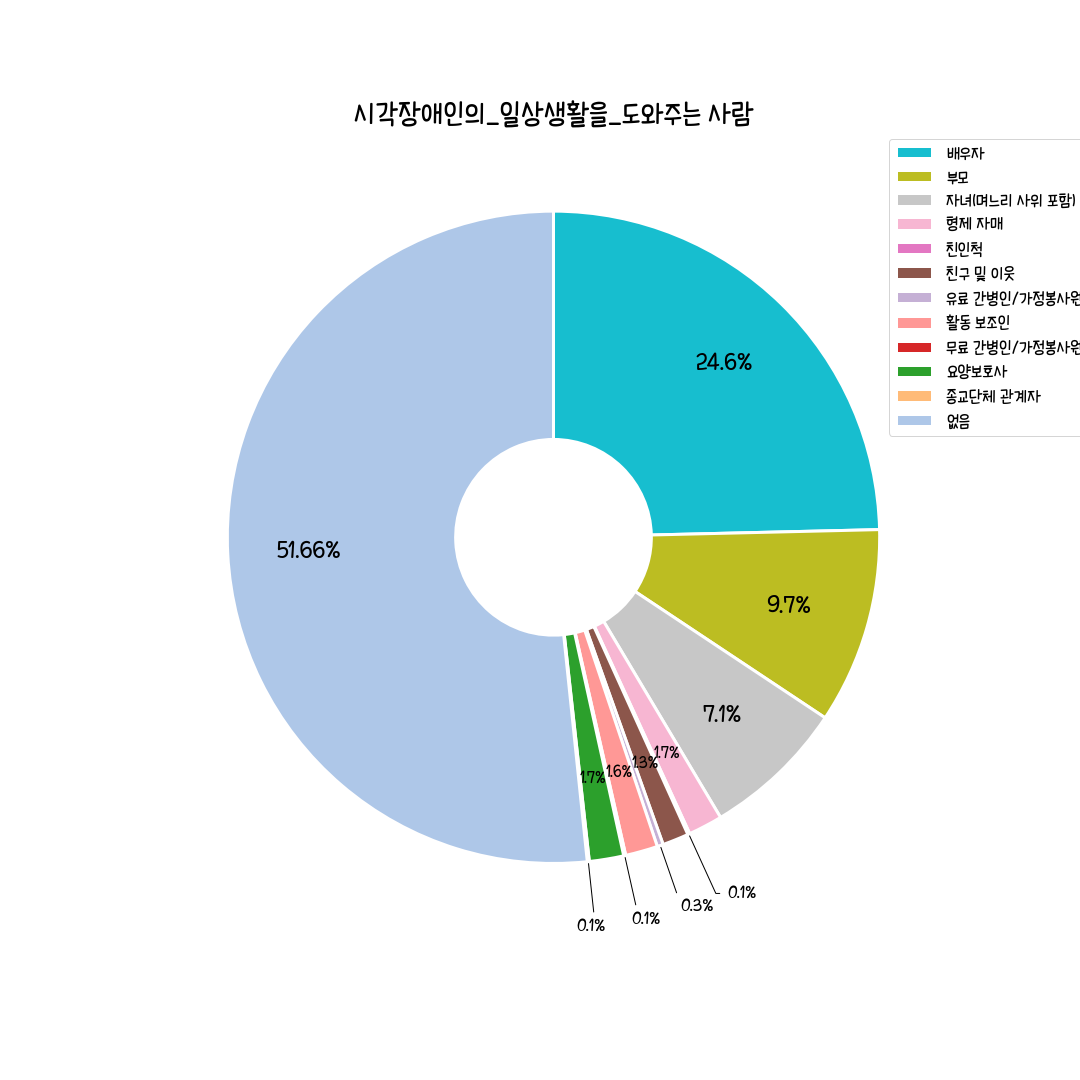 시각장애인의_일상생활을_도와주는 사람
배우자
부모
자녀(며느리 사위 포함)
형제 자매
친인척
친구 및 이웃
유료 간병인/가정봉사원
활동 보조인
무료 간병인/가정봉사원
요양보호사
종교단체 관계자
없음
24.6%
51.66%
9.7%
7.1%
1.7%
1.3%
1.6%
1.7%
0.1%
0.3%
0.1%
0.1%